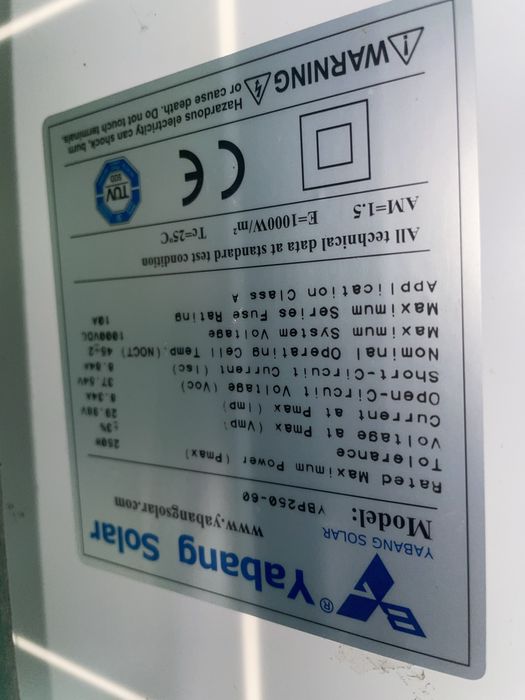 Yabang Solar®
YABANG SOLAR
www.yabangsolar.com
Model: YBP250-60
Rated Maximum Power (Pmax) 250W
Tolerance ±3%
Voltage at Pmax (Vmp) 29.98V
Current at Pmax (Imp) 8.34A
Open-Circuit Voltage (Voc) 37.54V
Short-Circuit Current (Isc) 8.84A
Nominal Operating Cell Temp.(NOCT) 45±2
Maximum System Voltage 1000VDC
Maximum Series Fuse Rating 10A
Application Class A
All technical data at standard test condition
AM=1.5 E=1000W/m² Tc=25℃
CE
TÜV
SÜD
WARNING
Hazardous electricity can shock, burn
or cause death. Do not touch terminals.